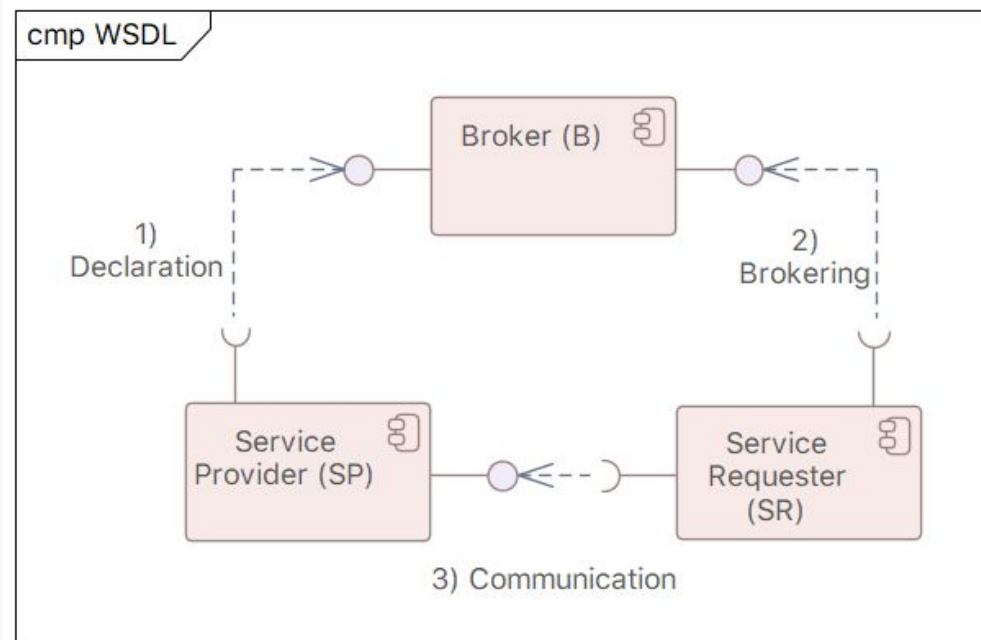 cmp WSDL
Broker (B)
1)
Declaration
2)
Brokering
Service
Provider (SP)
Service
Requester
(SR)
3) Communication